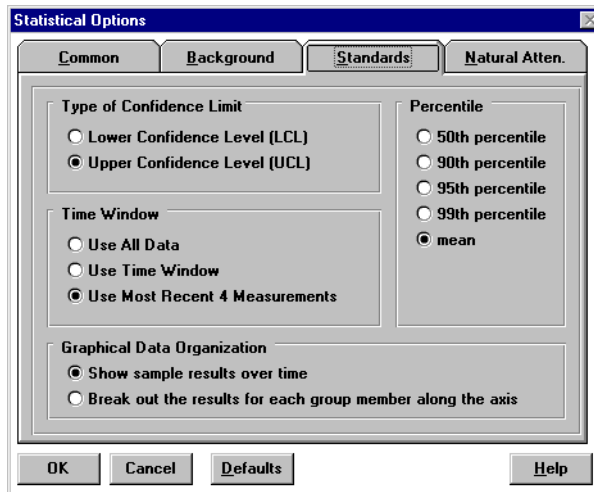 Statistical Options
Common Background Standards Natural Atten.
Type of Confidence Limit
Lower Confidence Level (LCL)
Upper Confidence Level (UCL)
Time Window
Use All Data
Use Time Window
Use Most Recent 4 Measurements
Percentile
50th percentile
90th percentile
95th percentile
99th percentile
mean
Graphical Data Organization
Show sample results over time
Break out the results for each group member along the axis
OK Cancel Defaults Help